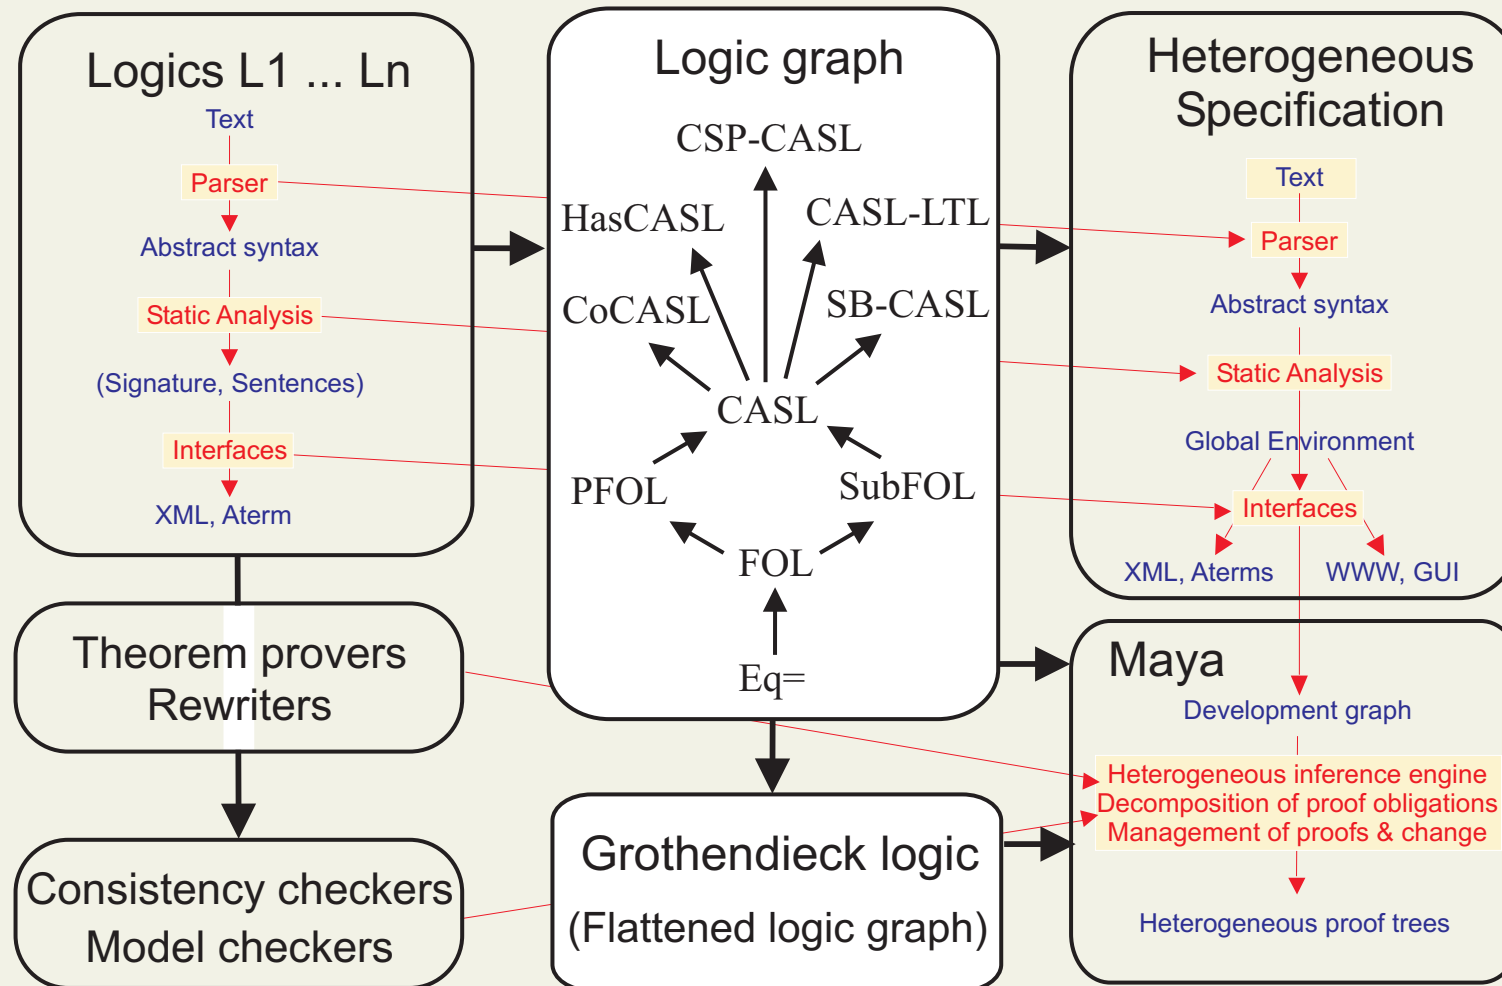 Logics L1 ... Ln
Text
Parser
Abstract syntax
Static Analysis
(Signature, Sentences)
Interfaces
XML, Aterm
Theorem provers
Rewriters
Consistency checkers
Model checkers
Logic graph
CSP-CASL
HasCASL
CASL-LTL
CoCASL
SB-CASL
CASL
PFOL
SubFOL
FOL
Eq=
Grothendieck logic
(Flattened logic graph)
Heterogeneous
Specification
Text
Parser
Abstract syntax
Static Analysis
Global Environment
Interfaces
XML, Aterms
WWW, GUI
Maya
Development graph
Heterogeneous inference engine
Decomposition of proof obligations
Management of proofs & change
Heterogeneous proof trees